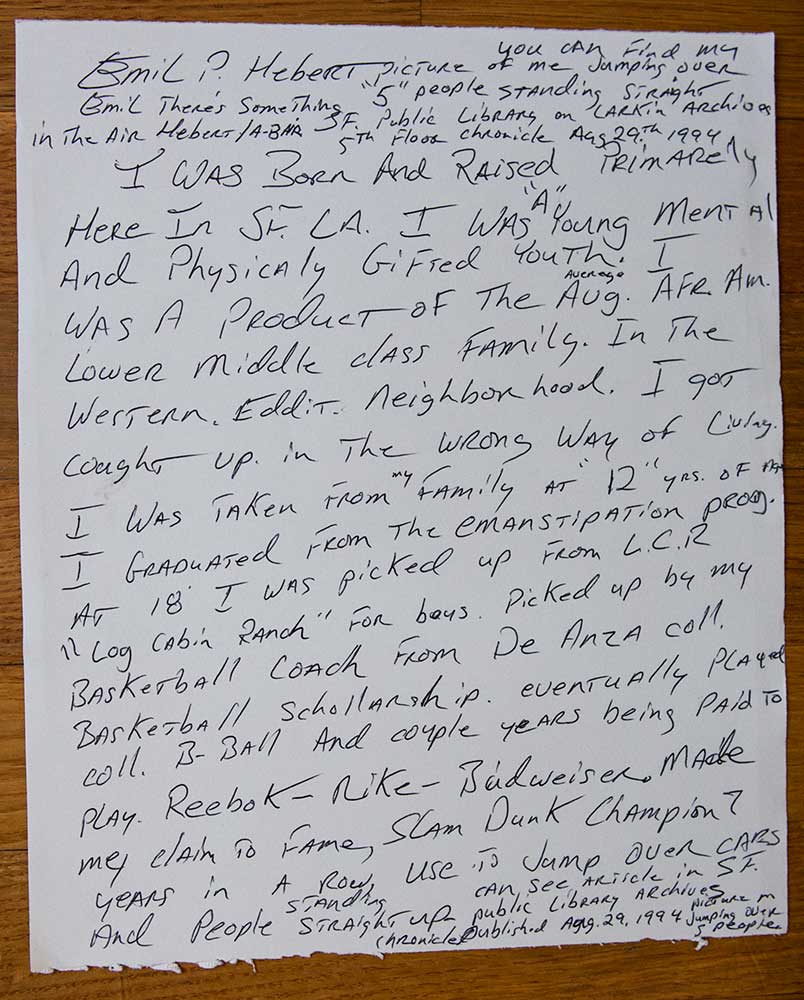 you can find my
Emil P. Hebert picture of me jumping over
Emil There's Something "5" people standing straight
in The Air Hebert/A-BAIR S.F. Public Library on Larkin Archives
5th Floor chronicle Aug 29.th 1994
I was Born And Raised Primarely
Here In S.F. CA. I was "A" Young Mental
And Physicaly Gifted Youth. I
Average
was A Product of The Aug. Afr. Am.
Lower Middle class Family. In The
Western. Eddit. Neighborhood. I got
cought up. in The wrong way of Living.
I was Taken From my Family at "12" yrs. of
I Graduated From The emanstipation prog.
At 18 I was picked up From L.C.R
"Log Cabin Ranch" For boys. Picked up by my
Basketball Coach From De Anza coll.
Basketball Schollarship. eventually Played
coll. B-Ball And couple years being paid To
play. Reebok - Nike - Budweiser. Made
my claim To Fame, Slam Dunk Champion 7
years in A row, use To Jump over cars
And People standing straight up. can see Article in S.F.
public Library Archives
chronicle published Aug. 29, 1994 picture m
jumping over
5 people